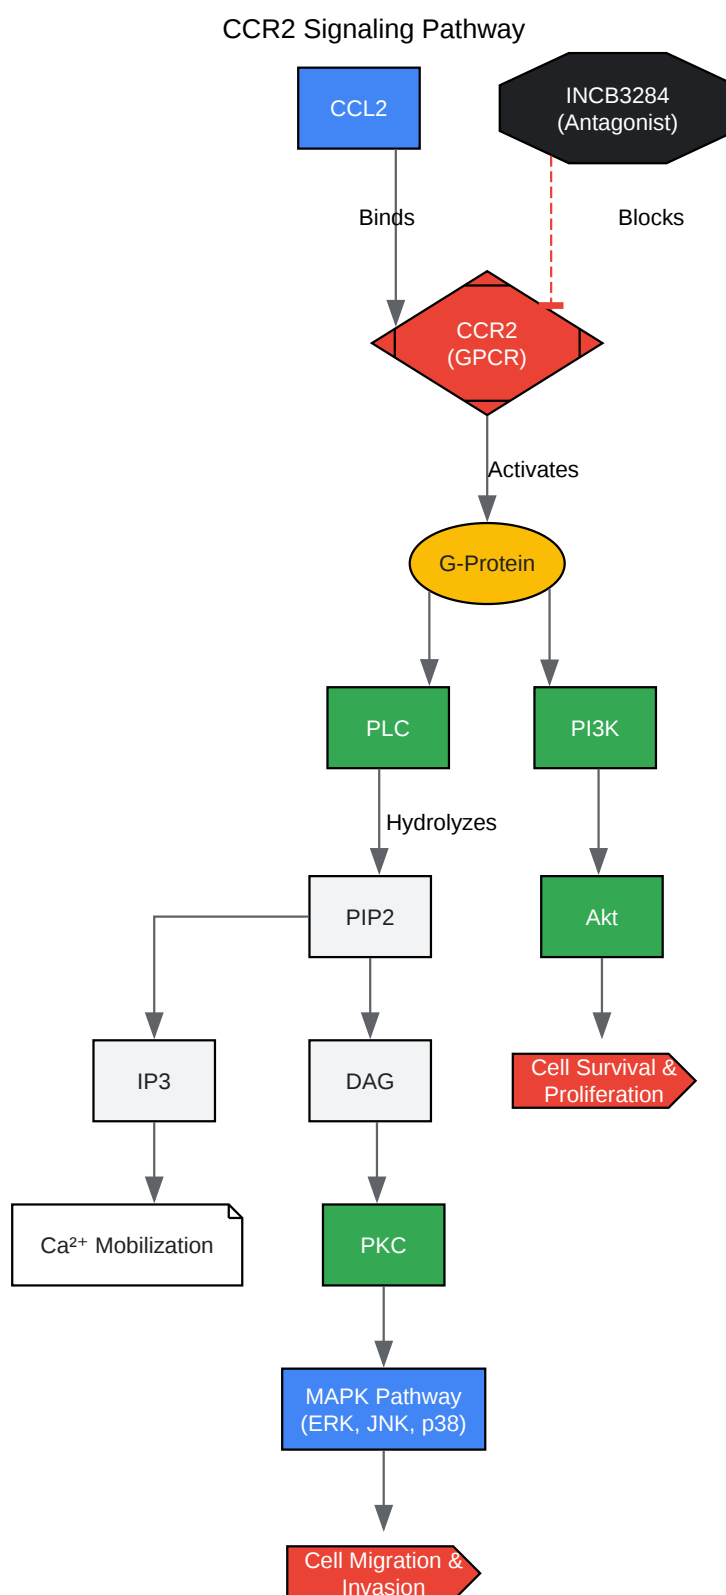 CCR2 Signaling Pathway
CCL2
INCB3284
(Antagonist)
Binds
Blocks
CCR2
(GPCR)
Activates
G-Protein
PLC
PI3K
Hydrolyzes
PIP2
Akt
IP3
DAG
Cell Survival &
Proliferation
Ca²⁺ Mobilization
PKC
MAPK Pathway
(ERK, JNK, p38)
Cell Migration &
Invasion